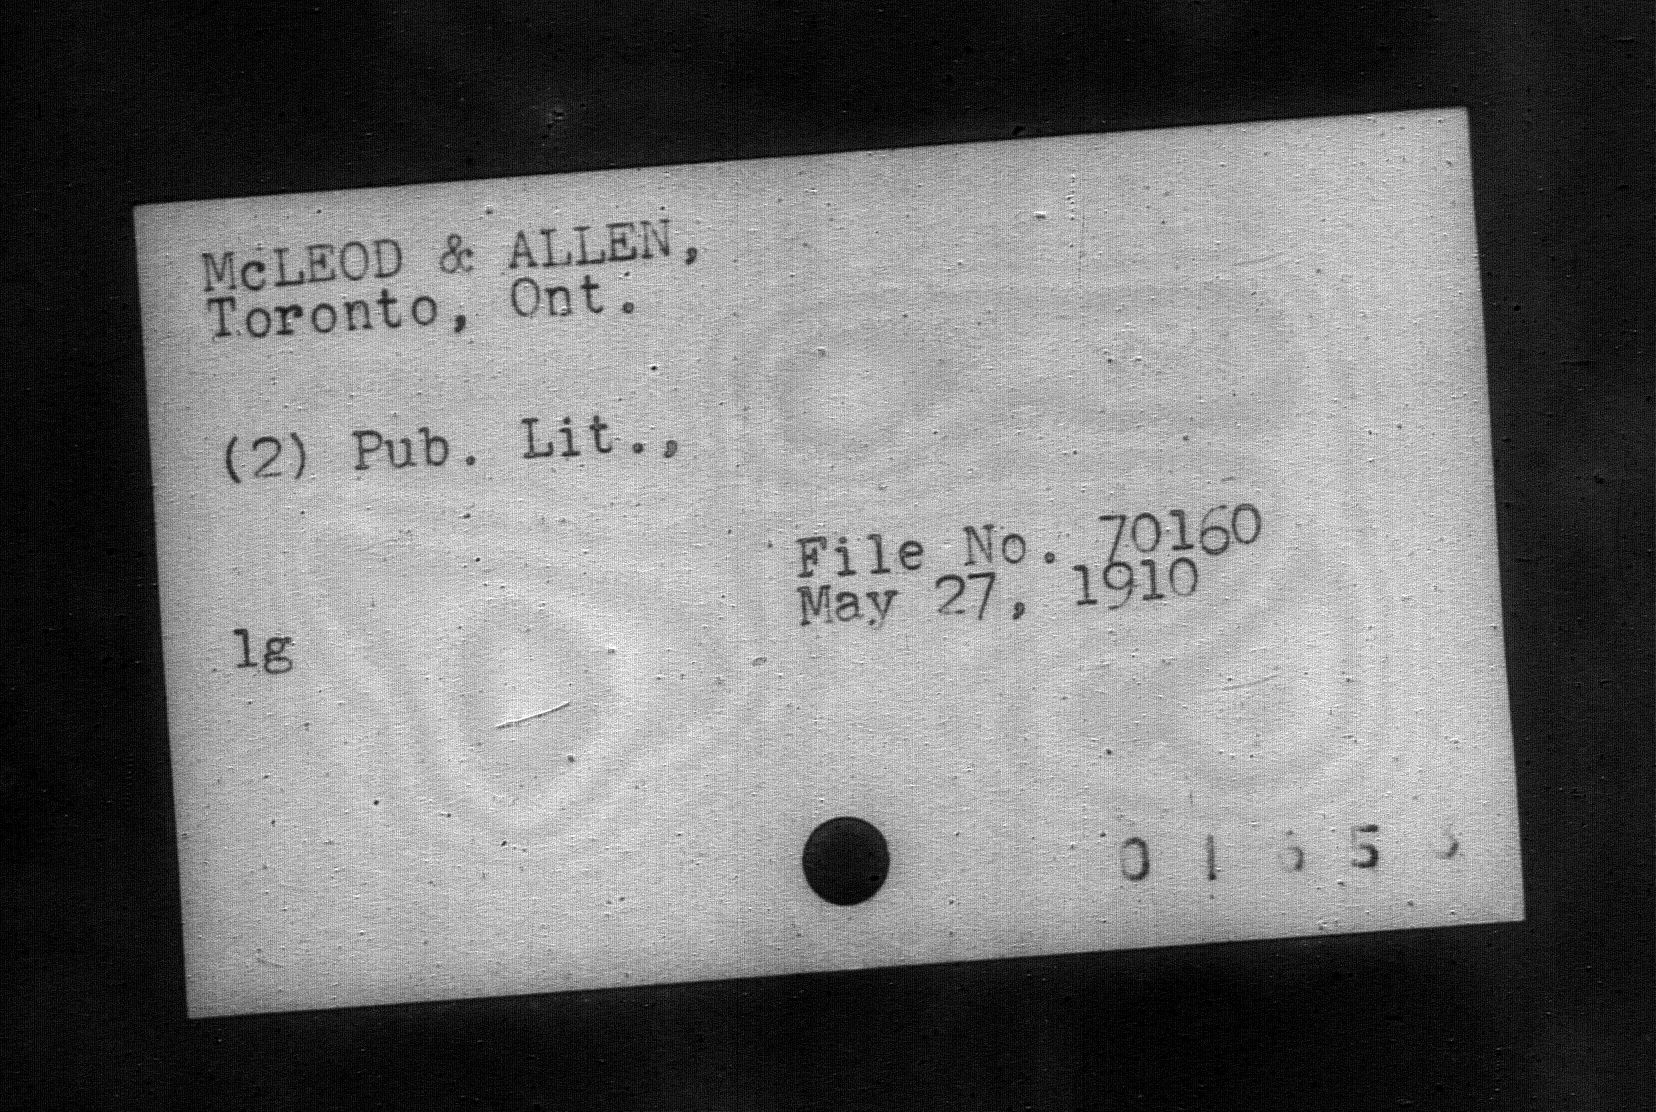 McLEOD & ALLEN,
Toronto, Ont.
(2) Pub. Lit.,
File No. 70160
May 27, 1910
lg